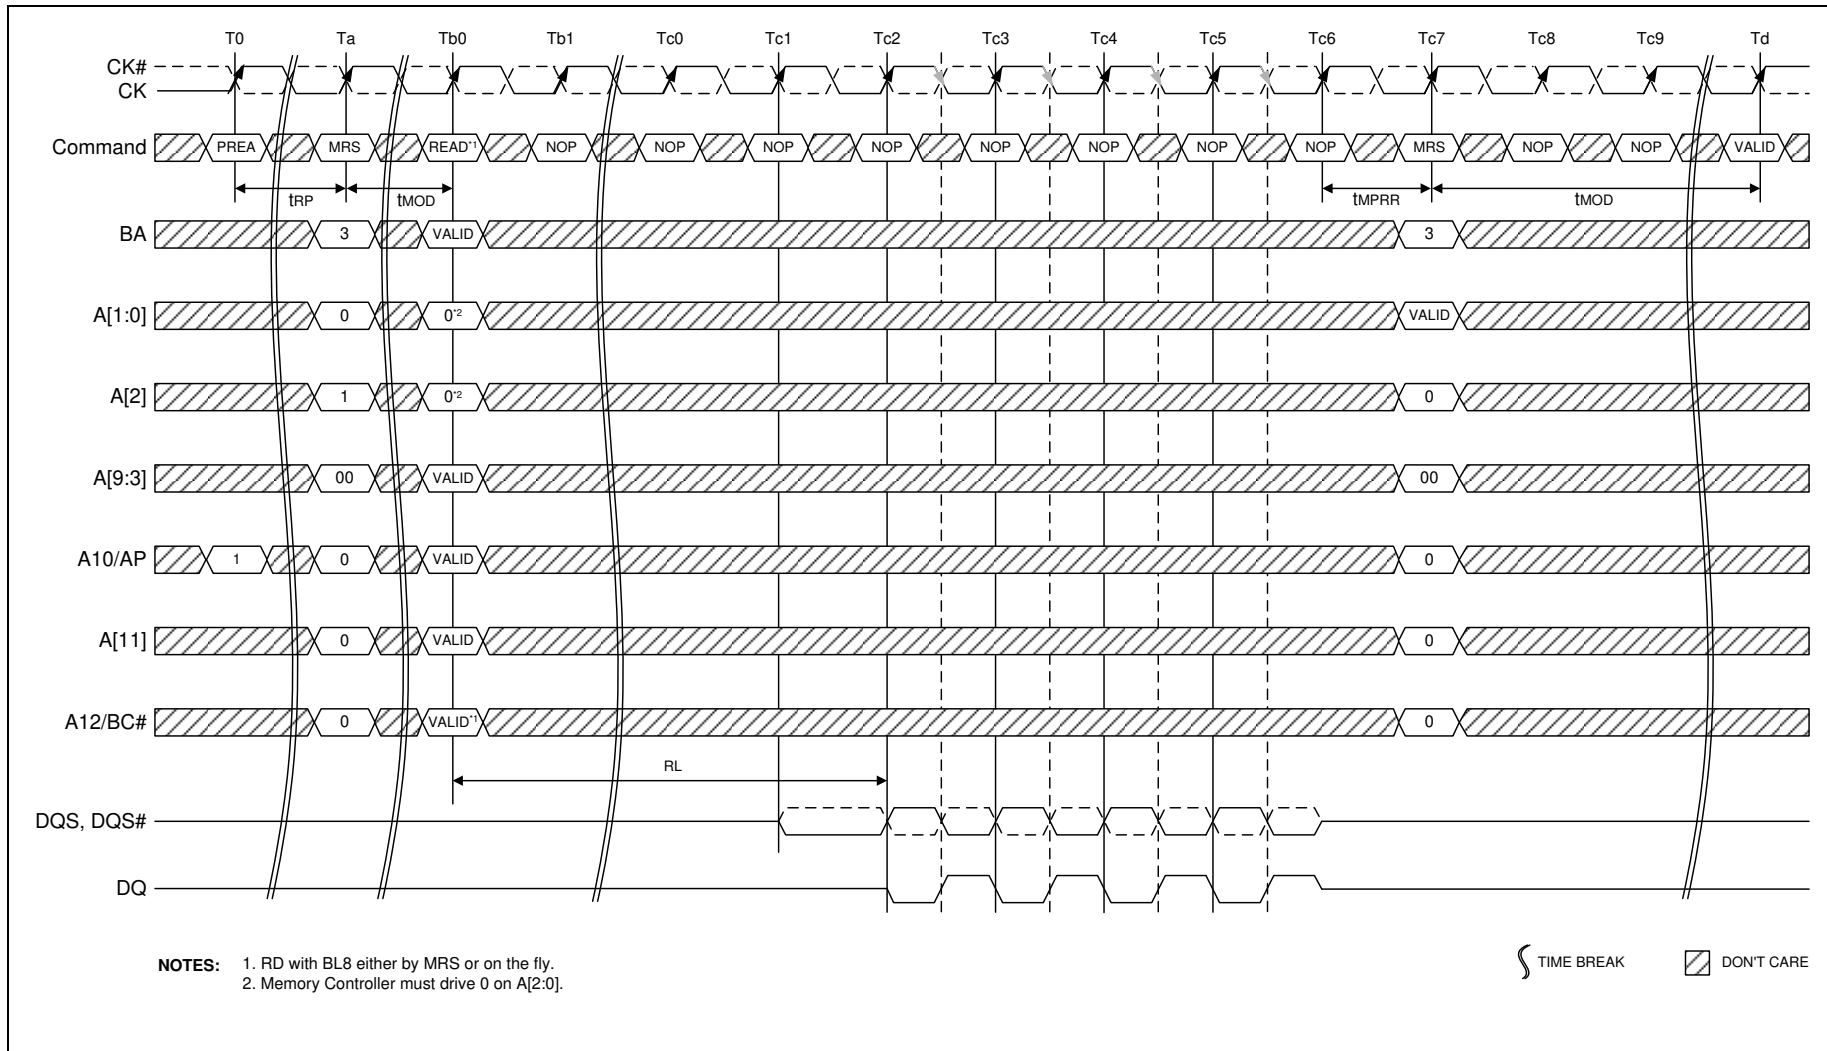 T0 Ta Tb0 Tb1 Tc0 Tc1 Tc2 Tc3 Tc4 Tc5 Tc6 Tc7 Tc8 Tc9 Td
CK#
CK
Command PREA MRS READ*1 NOP NOP NOP NOP NOP NOP NOP NOP MRS NOP NOP VALID
tRP tMOD tMPRR tMOD
BA 3 VALID 3
A[1:0] 0 0*2 VALID
A[2] 1 0*2 0
A[9:3] 00 VALID 00
A10/AP 1 0 VALID 0
A[11] 0 VALID 0
A12/BC# 0 VALID*1 0
RL
DQS, DQS#
DQ
NOTES: 1. RD with BL8 either by MRS or on the fly.
2. Memory Controller must drive 0 on A[2:0].
TIME BREAK DON'T CARE